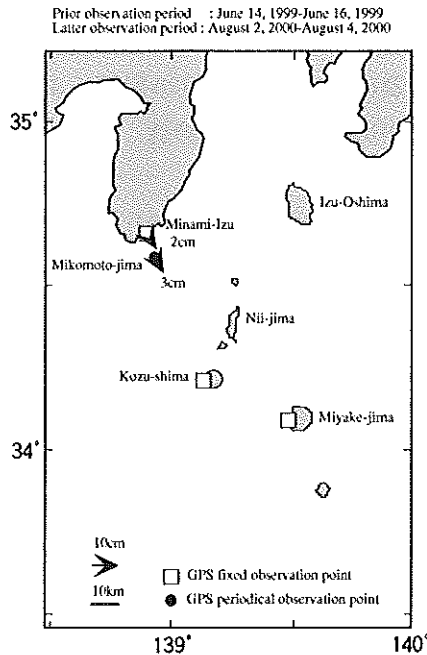 Prior observation period : June 14, 1999-June 16, 1999
Latter observation period : August 2, 2000-August 4, 2000
35°
Izu-Oshima
Minami-Izu
2cm
Mikomoto-jima
3cm
Nii-jima
Kozu-shima
Miyake-jima
34°
10cm
GPS fixed observation point
10km
GPS periodical observation point
139°
140°